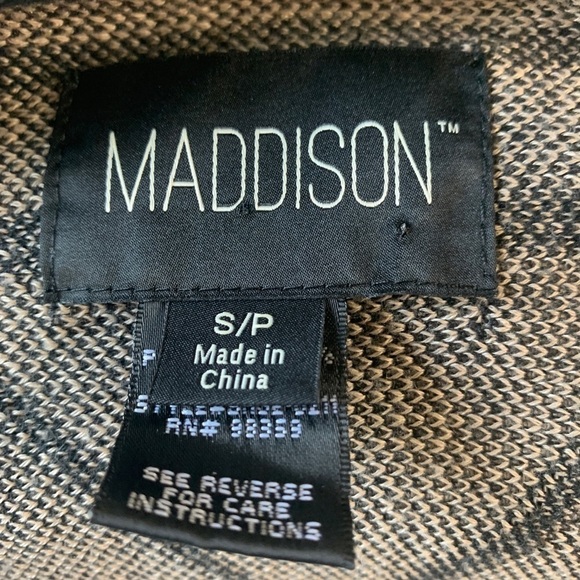 MADDISON™
S/P
Made in
China
RN# 98359
SEE REVERSE
FOR CARE
INSTRUCTIONS